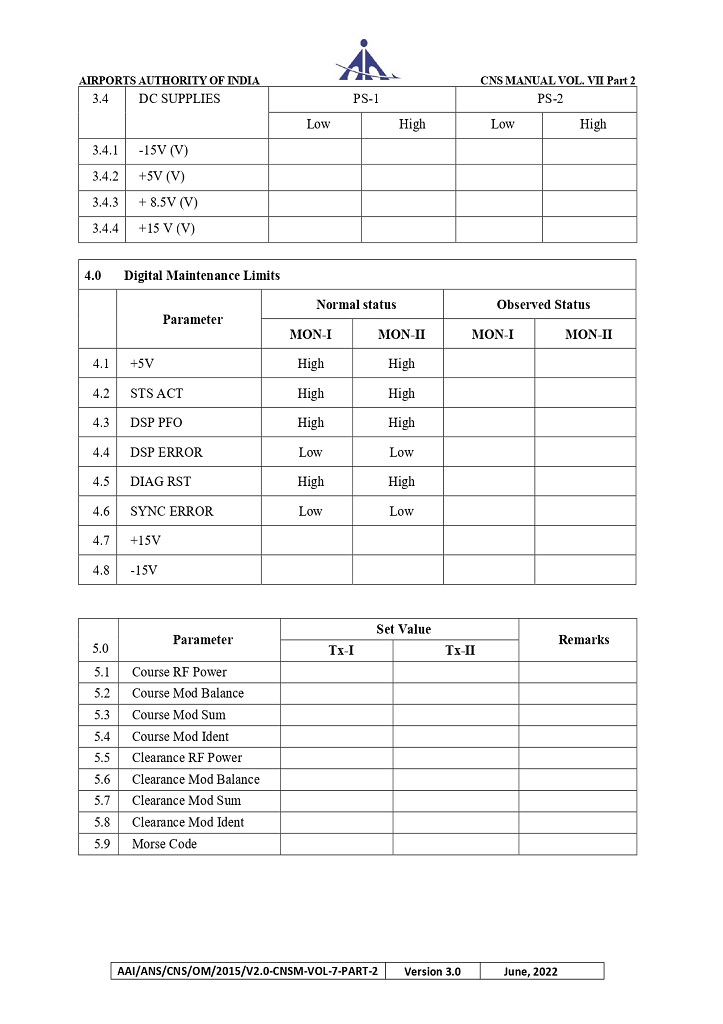 AIRPORTS AUTHORITY OF INDIA CNS MANUAL VOL. VII Part 2
3.4 DC SUPPLIES PS-1 PS-2
Low High Low High
3.4.1 -15V (V)
3.4.2 +5V (V)
3.4.3 + 8.5V (V)
3.4.4 +15 V (V)
4.0 Digital Maintenance Limits
Parameter Normal status Observed Status
MON-I MON-II MON-I MON-II
4.1 +5V High High
4.2 STS ACT High High
4.3 DSP PFO High High
4.4 DSP ERROR Low Low
4.5 DIAG RST High High
4.6 SYNC ERROR Low Low
4.7 +15V
4.8 -15V
5.0 Parameter Set Value Remarks
Tx-I Tx-II
5.1 Course RF Power
5.2 Course Mod Balance
5.3 Course Mod Sum
5.4 Course Mod Ident
5.5 Clearance RF Power
5.6 Clearance Mod Balance
5.7 Clearance Mod Sum
5.8 Clearance Mod Ident
5.9 Morse Code
AAI/ANS/CNS/OM/2015/V2.0-CNSM-VOL-7-PART-2 Version 3.0 June, 2022